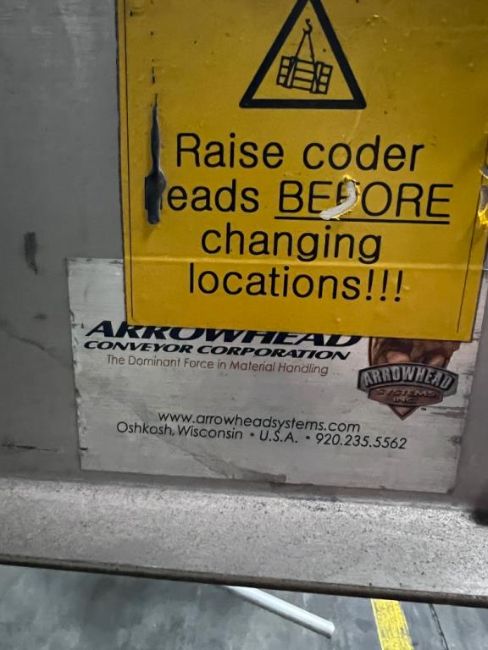 Raise coder
eads BEFORE
changing
locations!!!
ARROWHEAD
CONVEYOR CORPORATION
The Dominant Force in Material Handling
ARROWHEAD
SYSTEMS
INC
www.arrowheadsystems.com
Oshkosh, Wisconsin • U.S.A. • 920.235.5562